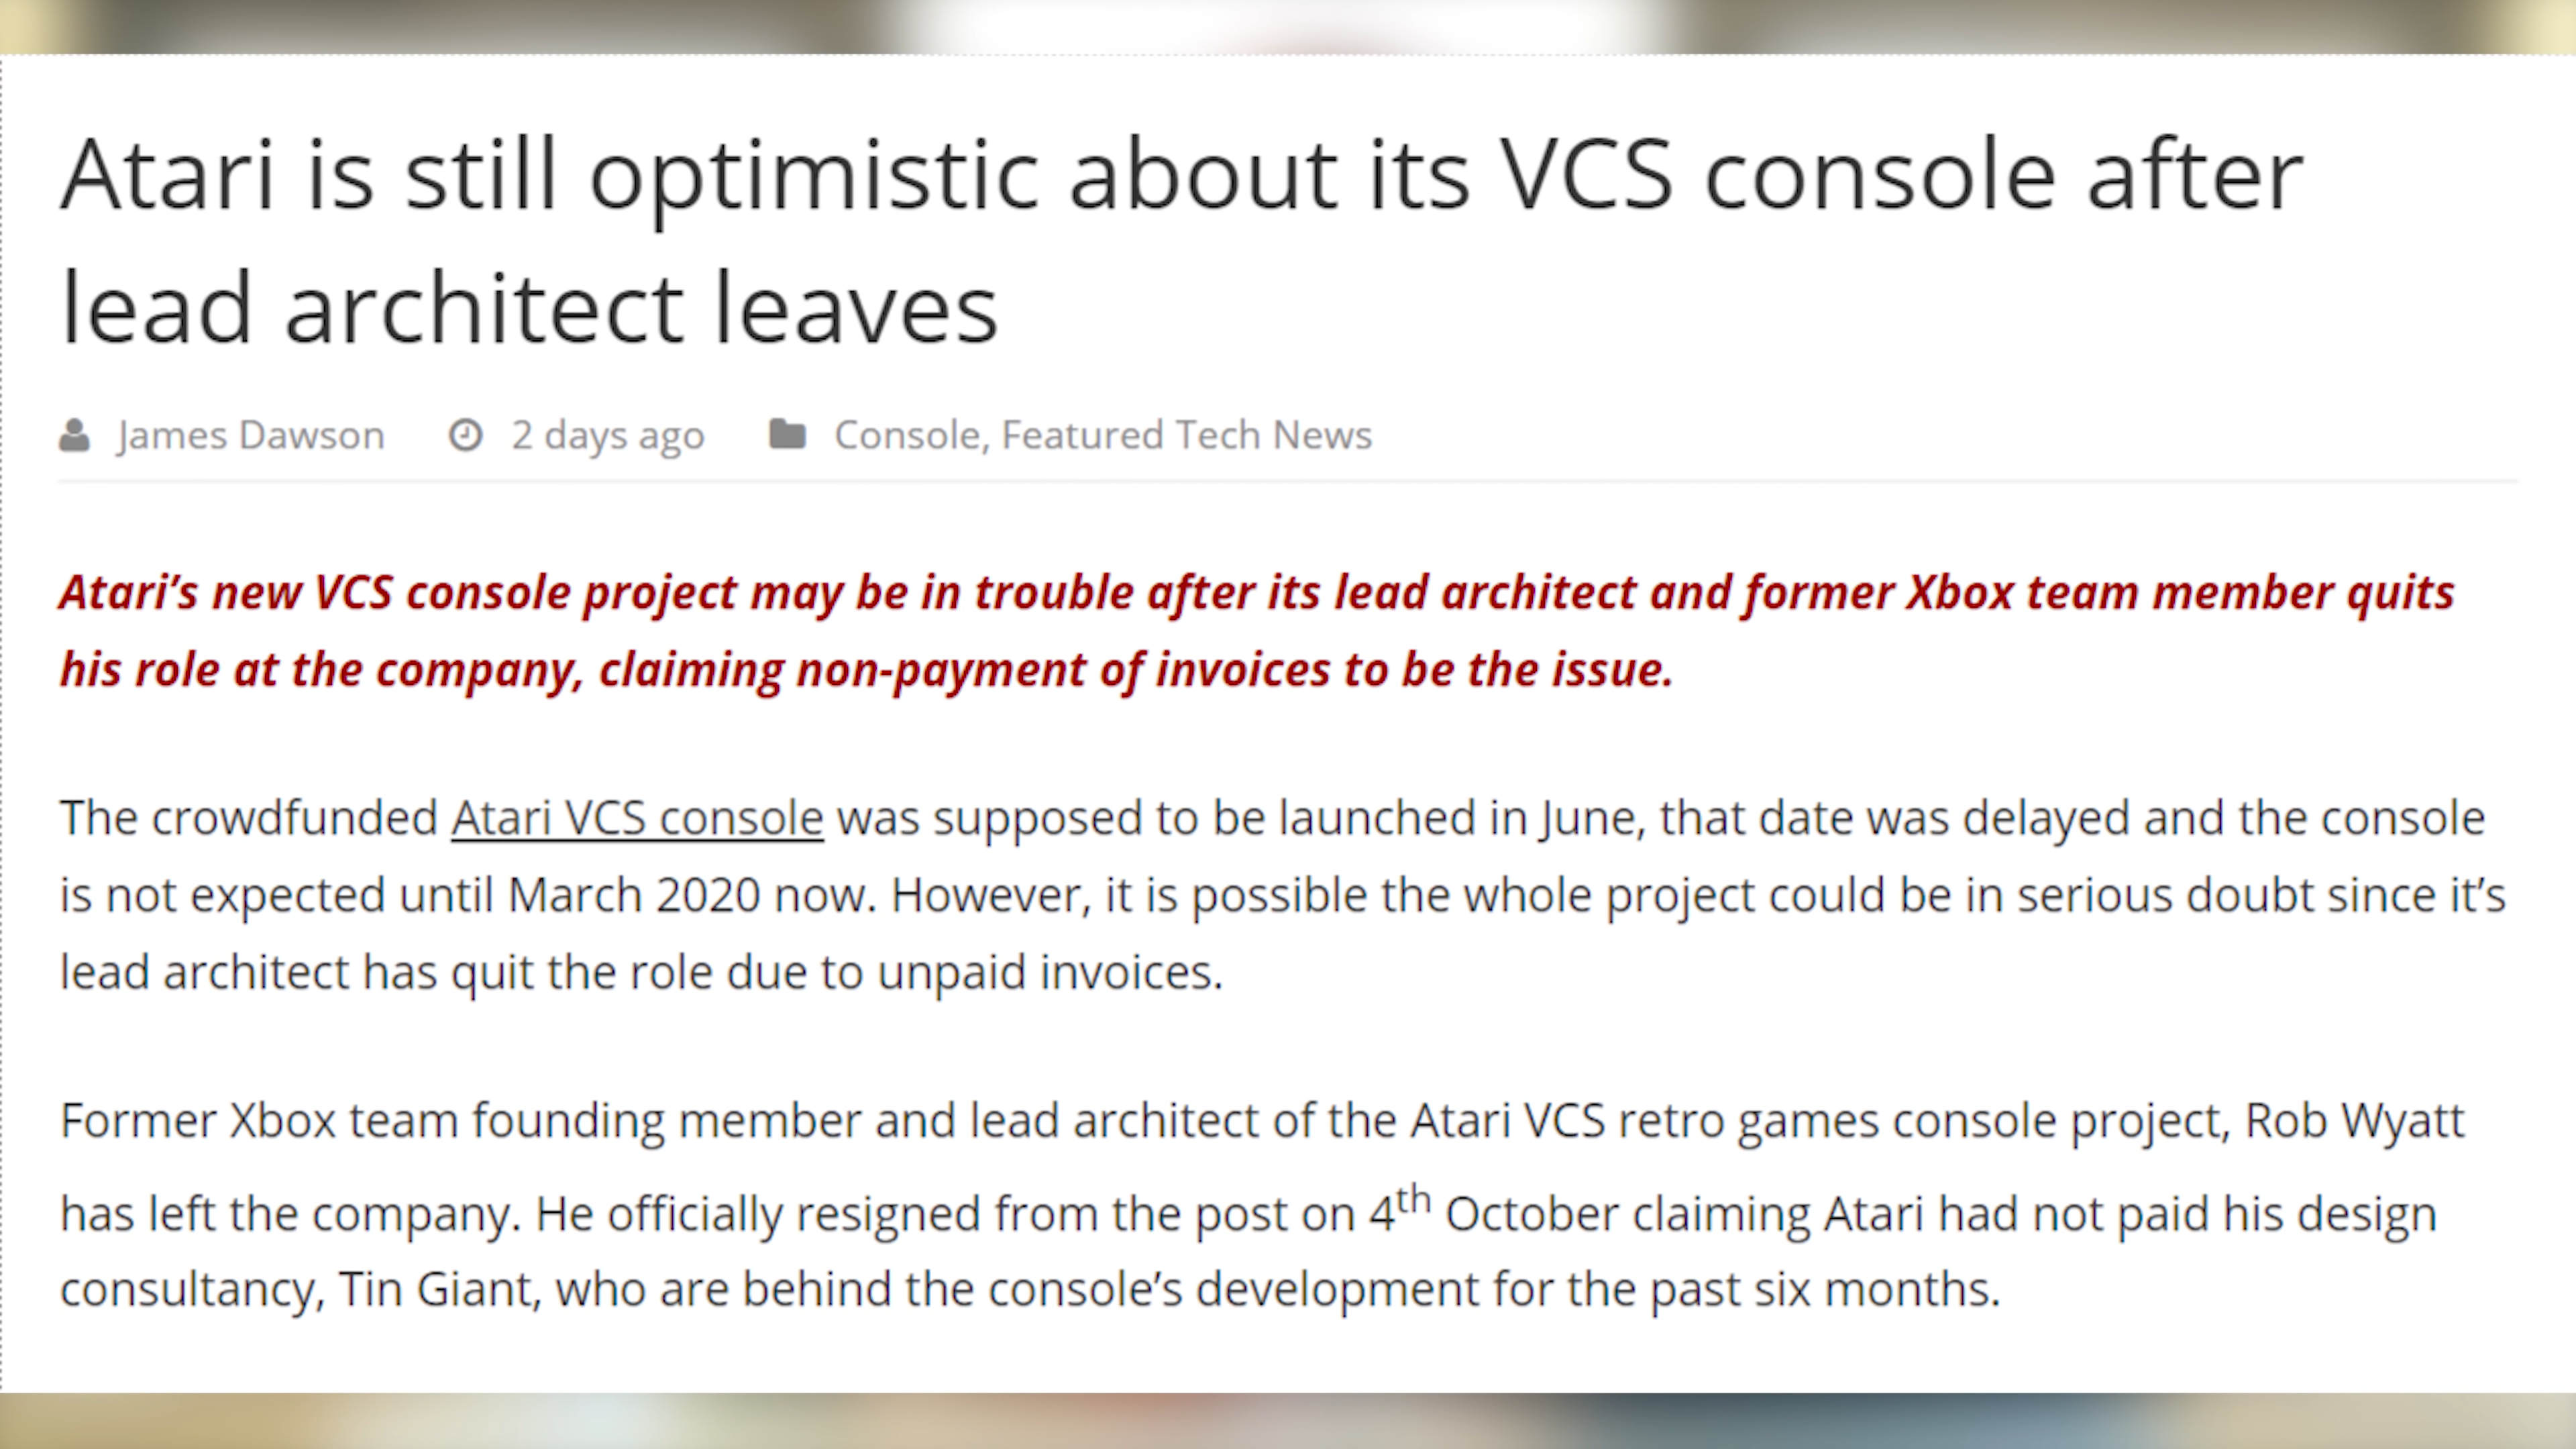 Atari is still optimistic about its VCS console after
lead architect leaves
James Dawson 2 days ago Console, Featured Tech News
Atari’s new VCS console project may be in trouble after its lead architect and former Xbox team member quits
his role at the company, claiming non-payment of invoices to be the issue.
The crowdfunded Atari VCS console was supposed to be launched in June, that date was delayed and the console
is not expected until March 2020 now. However, it is possible the whole project could be in serious doubt since it’s
lead architect has quit the role due to unpaid invoices.
Former Xbox team founding member and lead architect of the Atari VCS retro games console project, Rob Wyatt
has left the company. He officially resigned from the post on 4th October claiming Atari had not paid his design
consultancy, Tin Giant, who are behind the console’s development for the past six months.